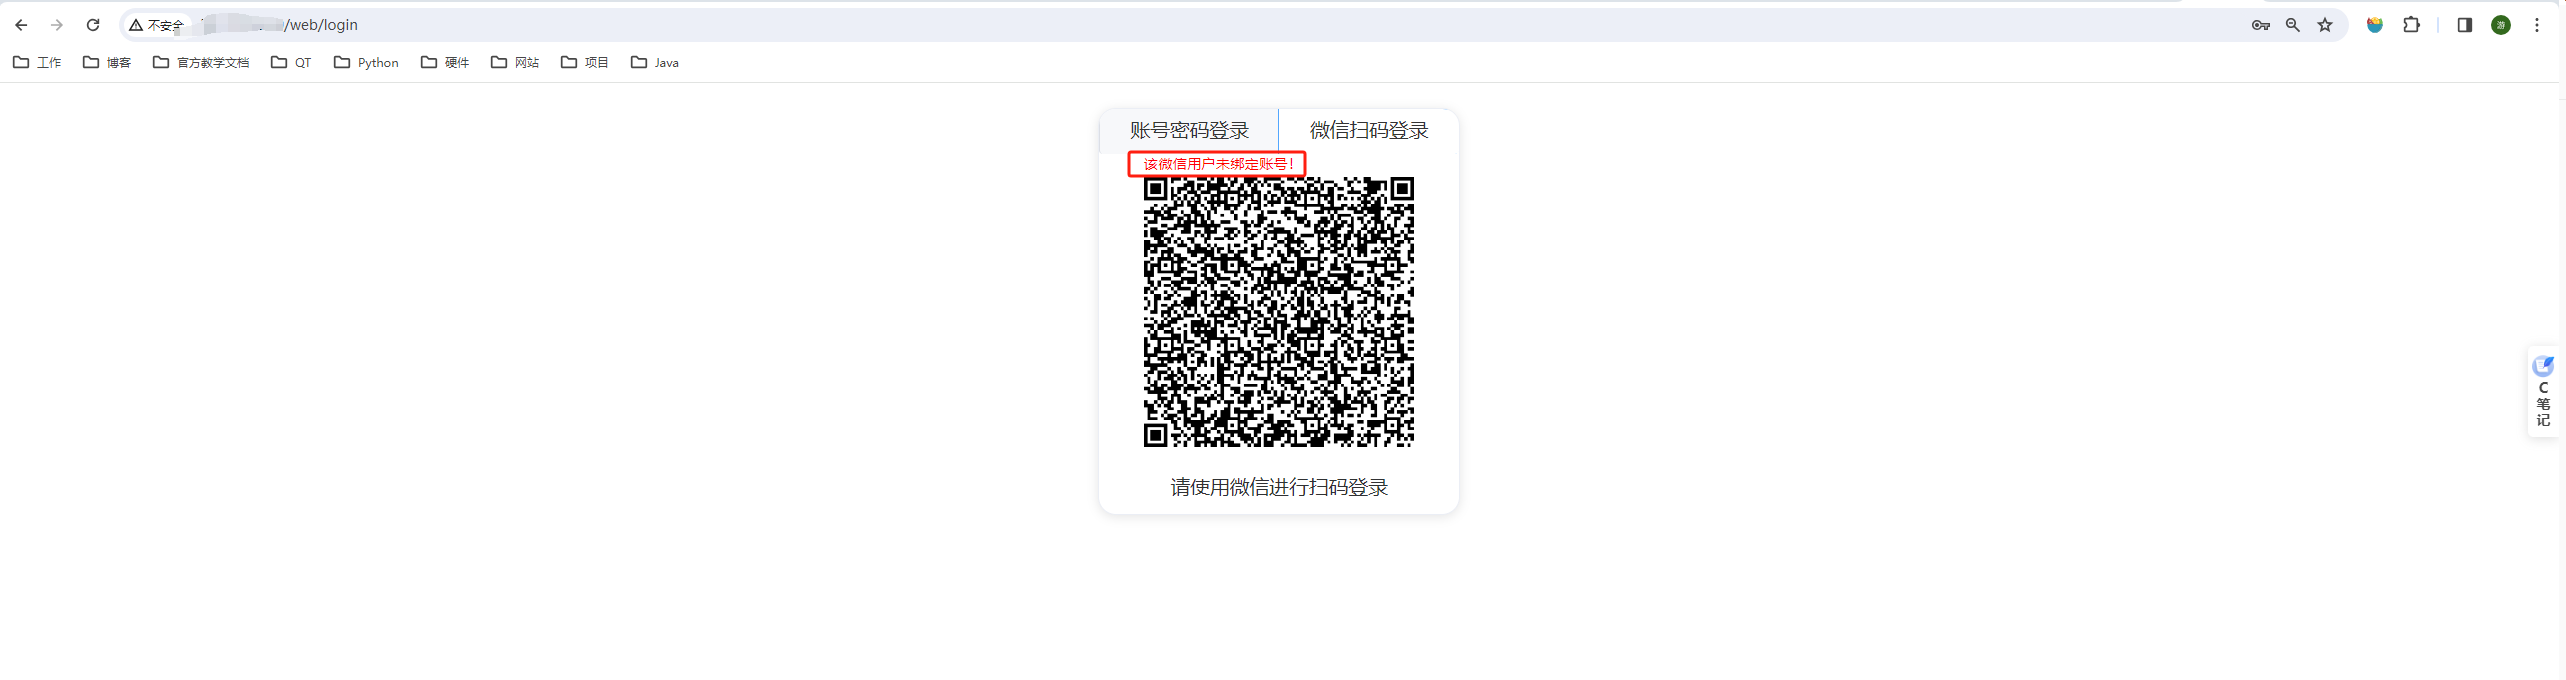 不安全 /web/login
游
工作 博客 官方教学文档 QT Python 硬件 网站 项目 Java
账号密码登录 微信扫码登录
该微信用户未绑定账号!
请使用微信进行扫码登录
C
笔
记